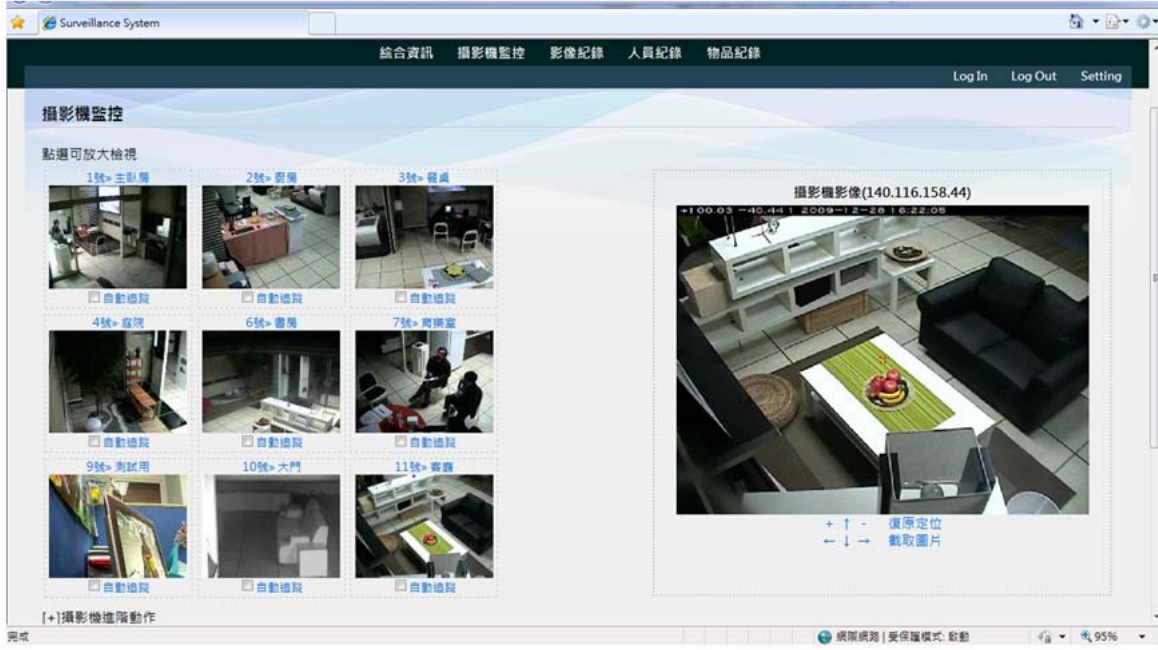 Surveillance System
綜合資訊 攝影機監控 影像紀錄 人員紀錄 物品紀錄
Log In Log Out Setting
攝影機監控
點選可放大檢視
1號» 主臥房 2號» 廚房 3號» 餐桌
自動追蹤 自動追蹤 自動追蹤
4號» 庭院 6號» 書房 7號» 育樂室
自動追蹤 自動追蹤 自動追蹤
9號» 測試用 10號» 大門 11號» 客廳
自動追蹤 自動追蹤 自動追蹤
攝影機影像(140.116.158.44)
+100.03 -40.44 2009-12-28 16:22:05
+ ↑ - 復原定位
← ↓ → 截取圖片
[+]攝影機進階動作
完成 網際網路 | 受保護模式: 啟動 95%